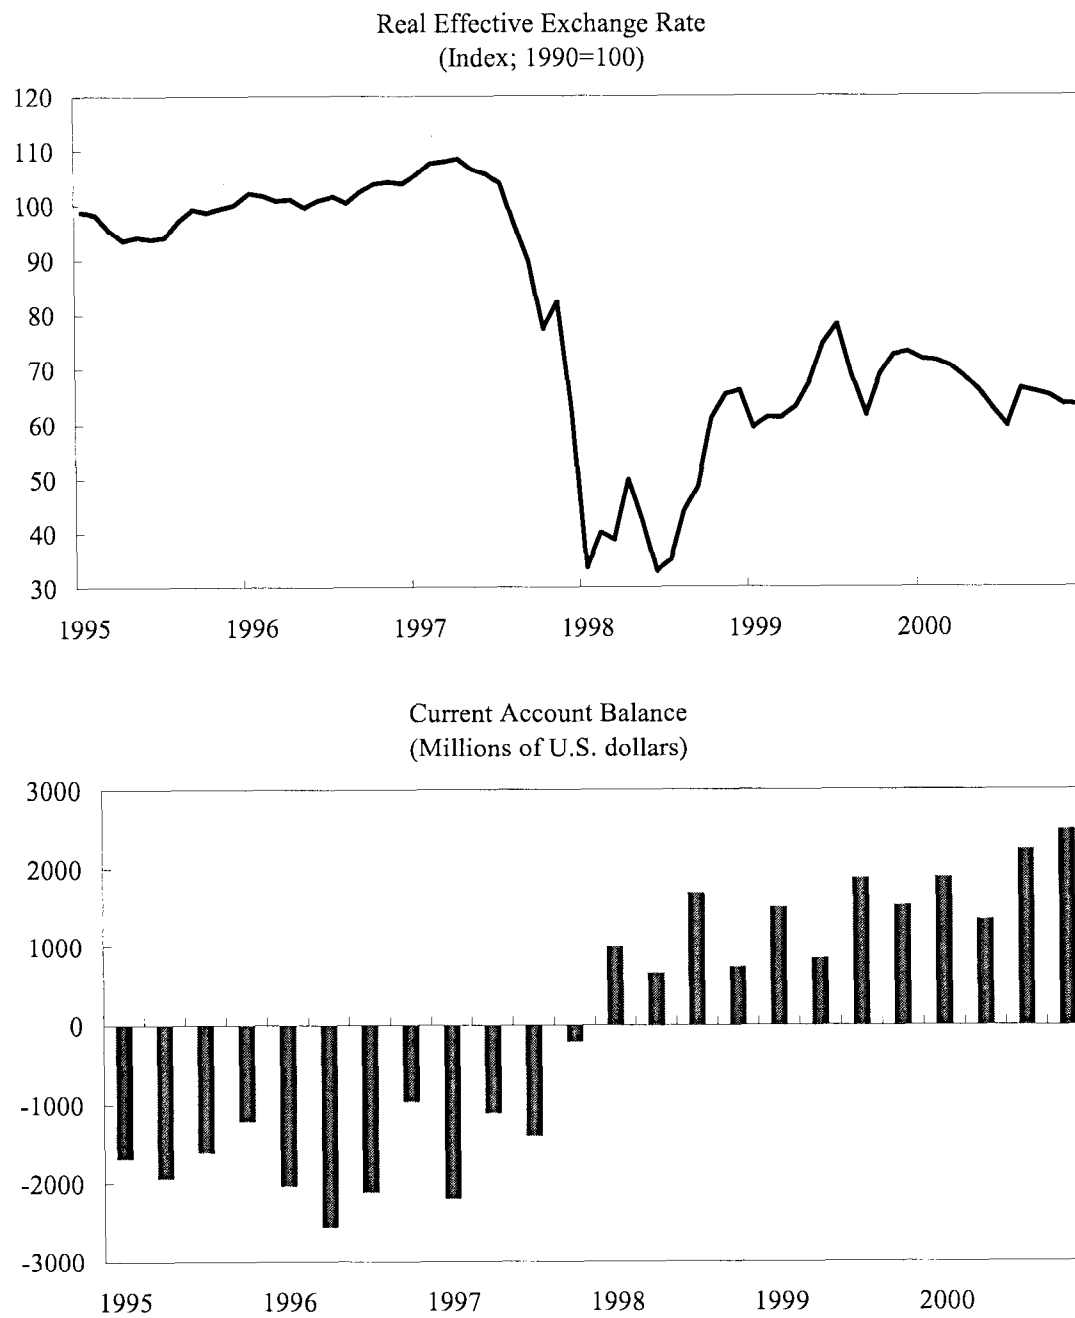 Real Effective Exchange Rate
(Index; 1990=100)
120
110
100
90
80
70
60
50
40
30
1995 1996 1997 1998 1999 2000
Current Account Balance
(Millions of U.S. dollars)
3000
2000
1000
0
-1000
-2000
-3000
1995 1996 1997 1998 1999 2000